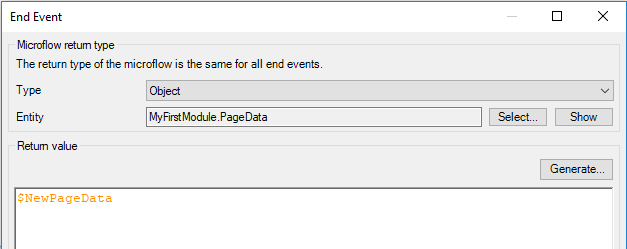 End Event
Microflow return type
The return type of the microflow is the same for all end events.
Type Object
Entity MyFirstModule.PageData Select... Show
Return value
Generate...
$NewPageData